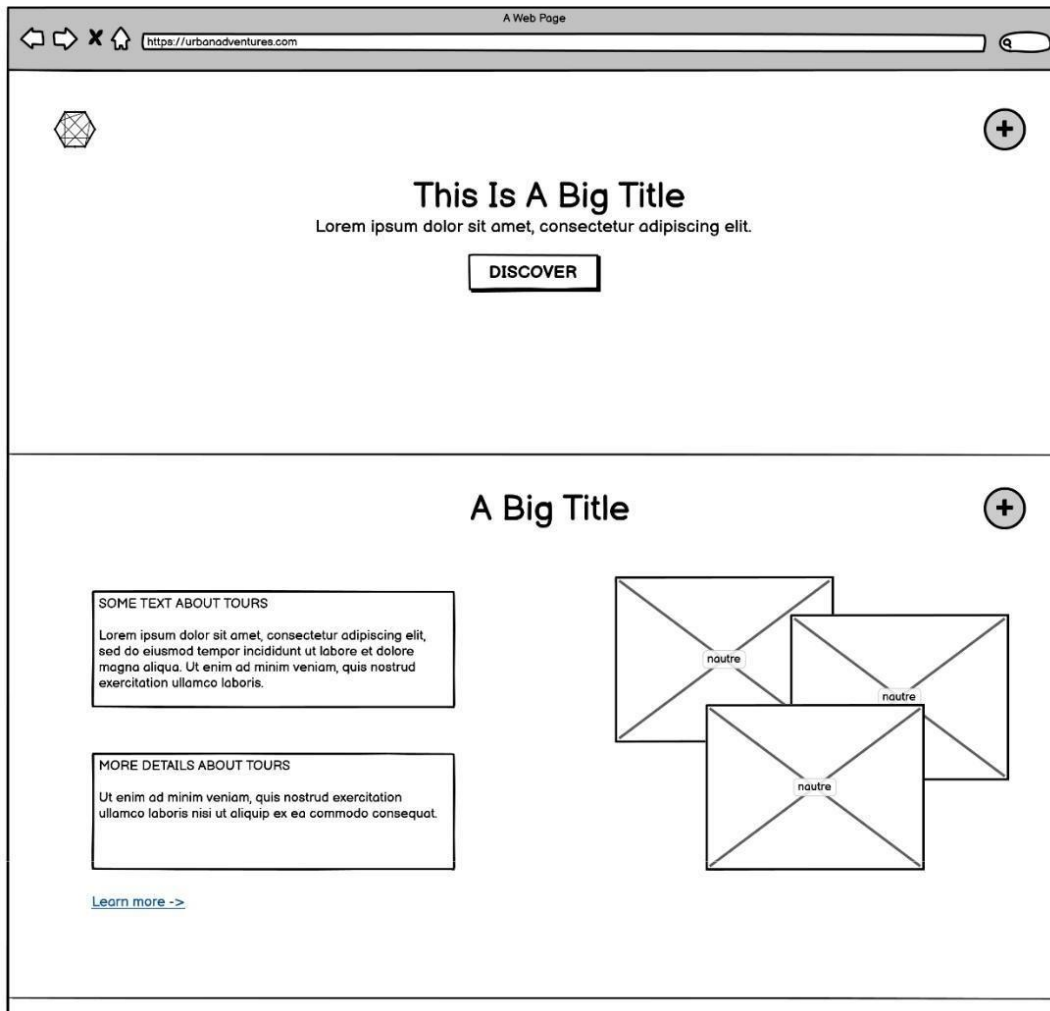 A Web Page
https://urbanadventures.com
This Is A Big Title
Lorem ipsum dolor sit amet, consectetur adipiscing elit.
DISCOVER
A Big Title
SOME TEXT ABOUT TOURS
Lorem ipsum dolor sit amet, consectetur adipiscing elit,
sed do eiusmod tempor incididunt ut labore et dolore
magna aliqua. Ut enim ad minim veniam, quis nostrud
exercitation ullamco laboris.
MORE DETAILS ABOUT TOURS
Ut enim ad minim veniam, quis nostrud exercitation
ullamco laboris nisi ut aliquip ex ea commodo consequat.
Learn more ->
nautre
nautre
nautre